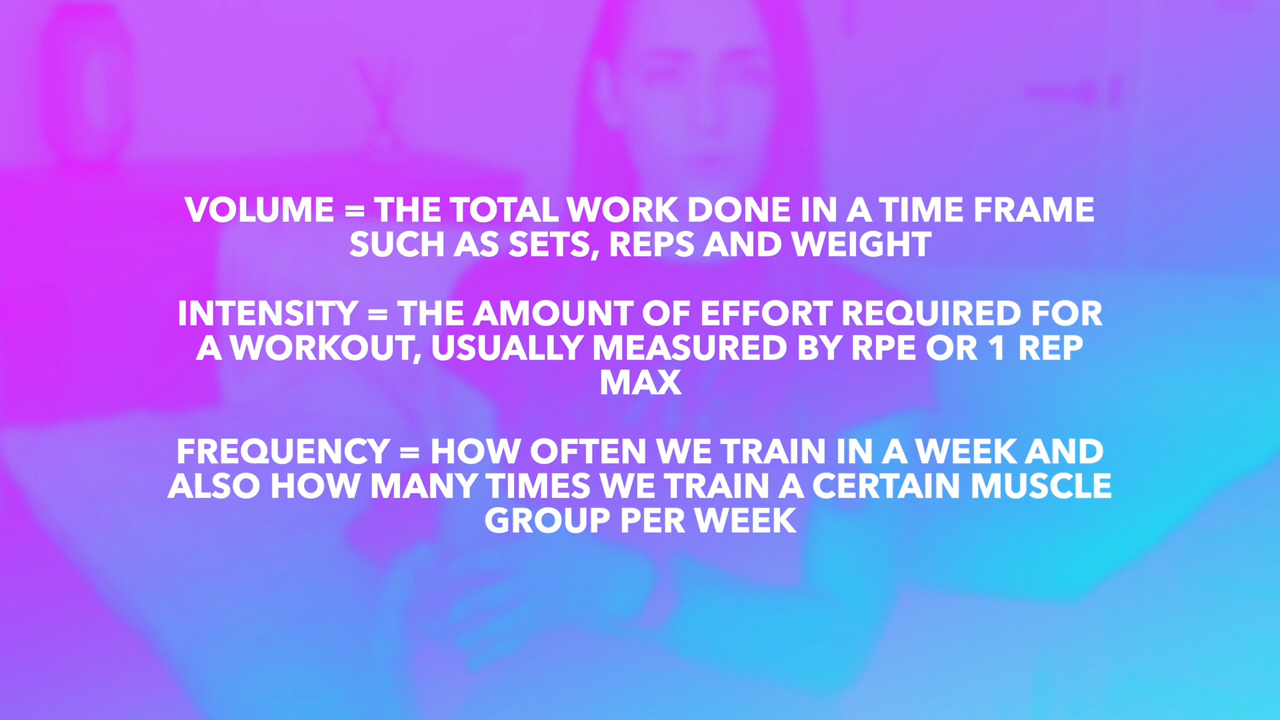 VOLUME = THE TOTAL WORK DONE IN A TIME FRAME
SUCH AS SETS, REPS AND WEIGHT
INTENSITY = THE AMOUNT OF EFFORT REQUIRED FOR
A WORKOUT, USUALLY MEASURED BY RPE OR 1 REP
MAX
FREQUENCY = HOW OFTEN WE TRAIN IN A WEEK AND
ALSO HOW MANY TIMES WE TRAIN A CERTAIN MUSCLE
GROUP PER WEEK